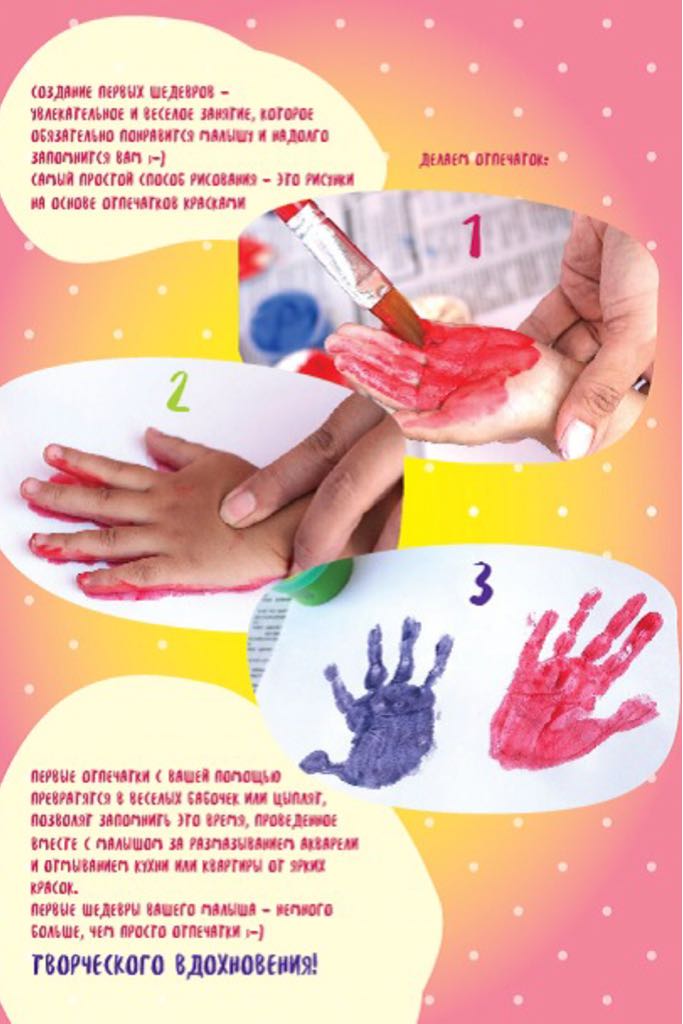 СОЗДАНИЕ ПЕРВЫХ ШЕДЕВРОВ –
УВЛЕКАТЕЛЬНОЕ И ВЕСЕЛОЕ ЗАНЯТИЕ, КОТОРОЕ
ОБЯЗАТЕЛЬНО ПОНРАВИТСЯ МАЛЫШУ И НАДОЛГО
ЗАПОМНИТСЯ ВАМ :-)
САМЫЙ ПРОСТОЙ СПОСОБ РИСОВАНИЯ – ЭТО РИСУНКИ
НА ОСНОВЕ ОТПЕЧАТКОВ КРАСКАМИ
ДЕЛАЕМ ОТПЕЧАТОК:
1
2
3
ПЕРВЫЕ ОТПЕЧАТКИ С ВАШЕЙ ПОМОЩЬЮ
ПРЕВРАТЯТСЯ В ВЕСЕЛЫХ БАБОЧЕК ИЛИ ЦЫПЛЯТ,
ПОЗВОЛЯТ ЗАПОМНИТЬ ЭТО ВРЕМЯ, ПРОВЕДЕННОЕ
ВМЕСТЕ С МАЛЫШОМ ЗА РАЗМАЗЫВАНИЕМ АКВАРЕЛИ
И ОТМЫВАНИЕМ КУХНИ ИЛИ КВАРТИРЫ ОТ ЯРКИХ
КРАСОК.
ПЕРВЫЕ ШЕДЕВРЫ ВАШЕГО МАЛЫША – НЕМНОГО
БОЛЬШЕ, ЧЕМ ПРОСТО ОТПЕЧАТКИ :-)
ТВОРЧЕСКОГО ВДОХНОВЕНИЯ!